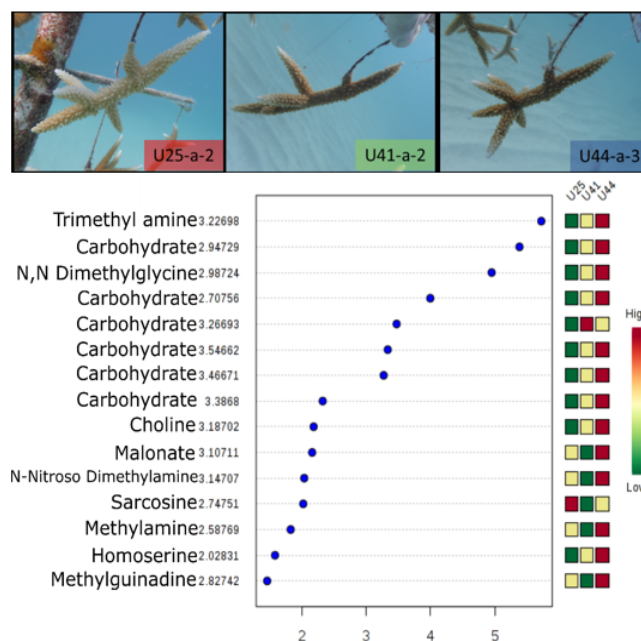 U25-a-2 U41-a-2 U44-a-3
U25 U41 U44
Trimethyl amine 3.22698
Carbohydrate 2.94729
N,N Dimethylglycine 2.98724
Carbohydrate 2.70756
Carbohydrate 3.26693
Carbohydrate 3.54662
Carbohydrate 3.46671
Carbohydrate 3.3868
Choline 3.18702
Malonate 3.10711
N-Nitroso Dimethylamine 3.14707
Sarcosine 2.74751
Methylamine 2.58769
Homoserine 2.02831
Methylguinadine 2.82742
Hig
Low
2 3 4 5